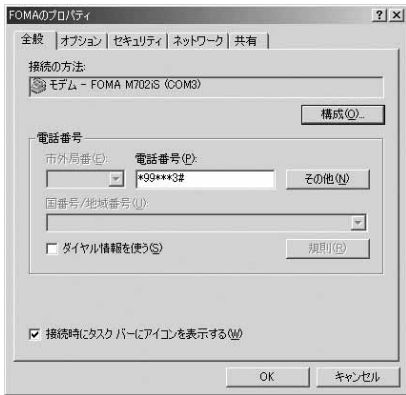 FOMAのプロパティ
全般 オプション セキュリティ ネットワーク 共有
接続の方法:
モデム - FOMA M702iS (COM3)
構成(O)...
電話番号
市外局番(E): 電話番号(P):
*99***3# その他(N)
国番号/地域番号(U):
ダイヤル情報を使う(S) 規則(R)
接続時にタスク バーにアイコンを表示する(W)
OK キャンセル